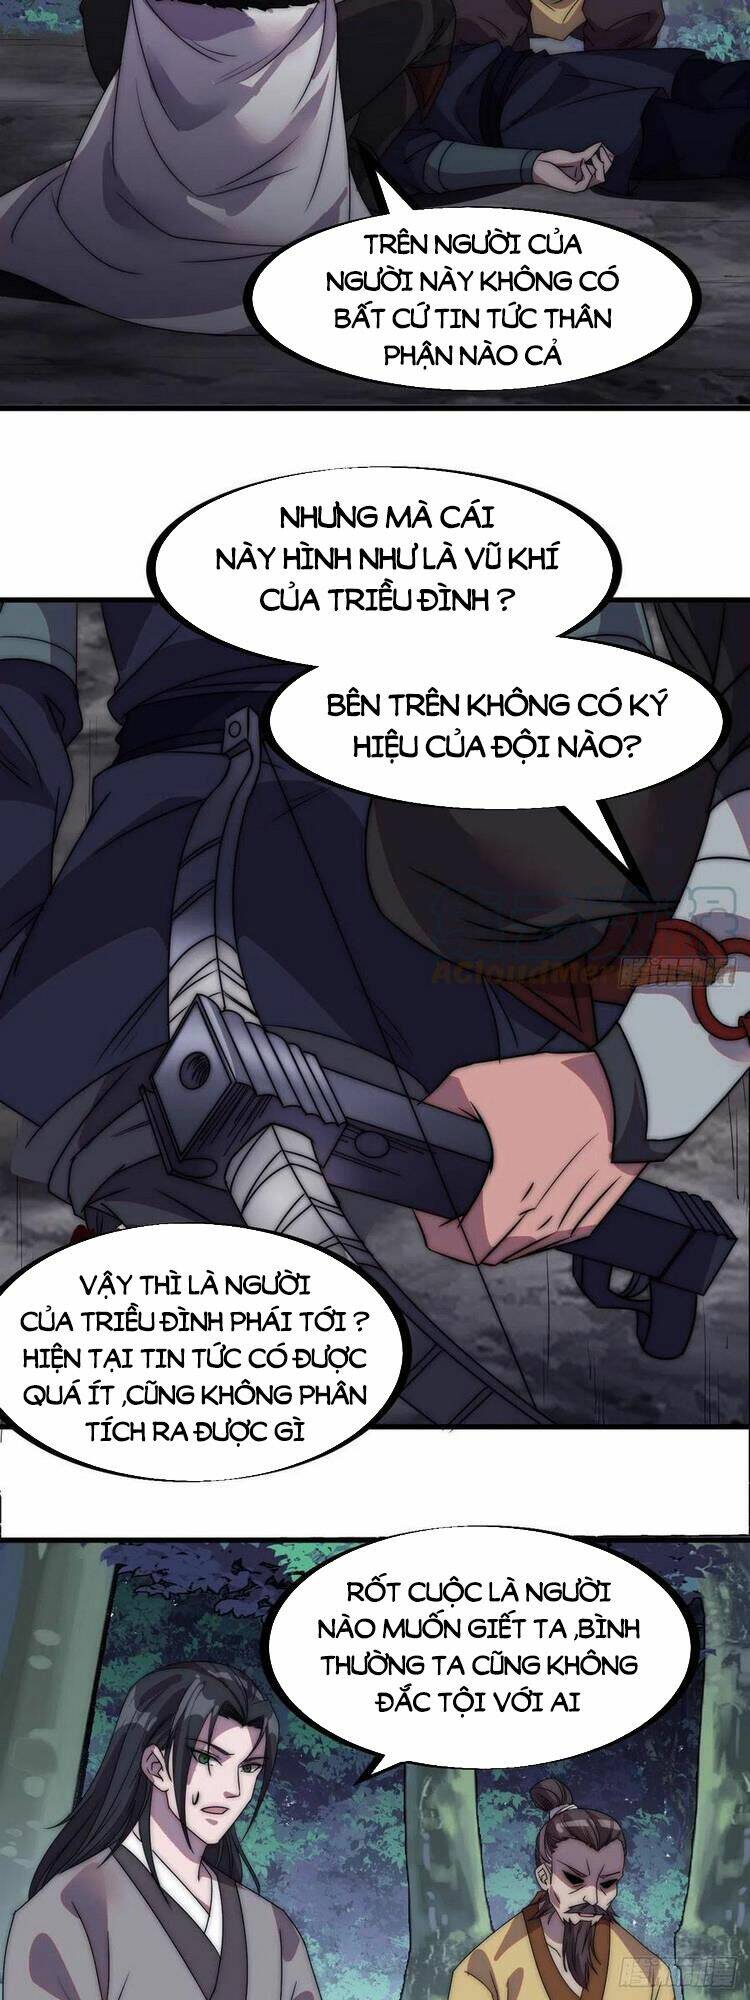 TRÊN NGƯỜI CỦA
NGƯỜI NÀY KHÔNG CÓ
BẤT CỨ TIN TỨC THÂN
PHẬN NÀO CẢ
NHƯNG MÀ CÁI
NÀY HÌNH NHƯ LÀ VŨ KHÍ
CỦA TRIỀU ĐÌNH ?
BÊN TRÊN KHÔNG CÓ KÝ
HIỆU CỦA ĐỘI NÀO?
VẬY THÌ LÀ NGƯỜI
CỦA TRIỀU ĐÌNH PHÁI TỚI ?
HIỆN TẠI TIN TỨC CÓ ĐƯỢC
QUÁ ÍT ,CŨNG KHÔNG PHÂN
TÍCH RA ĐƯỢC GÌ
RỐT CUỘC LÀ NGƯỜI
NÀO MUỐN GIẾT TA ,BÌNH
THƯỜNG TA CŨNG KHÔNG
ĐẮC TỘI VỚI AI